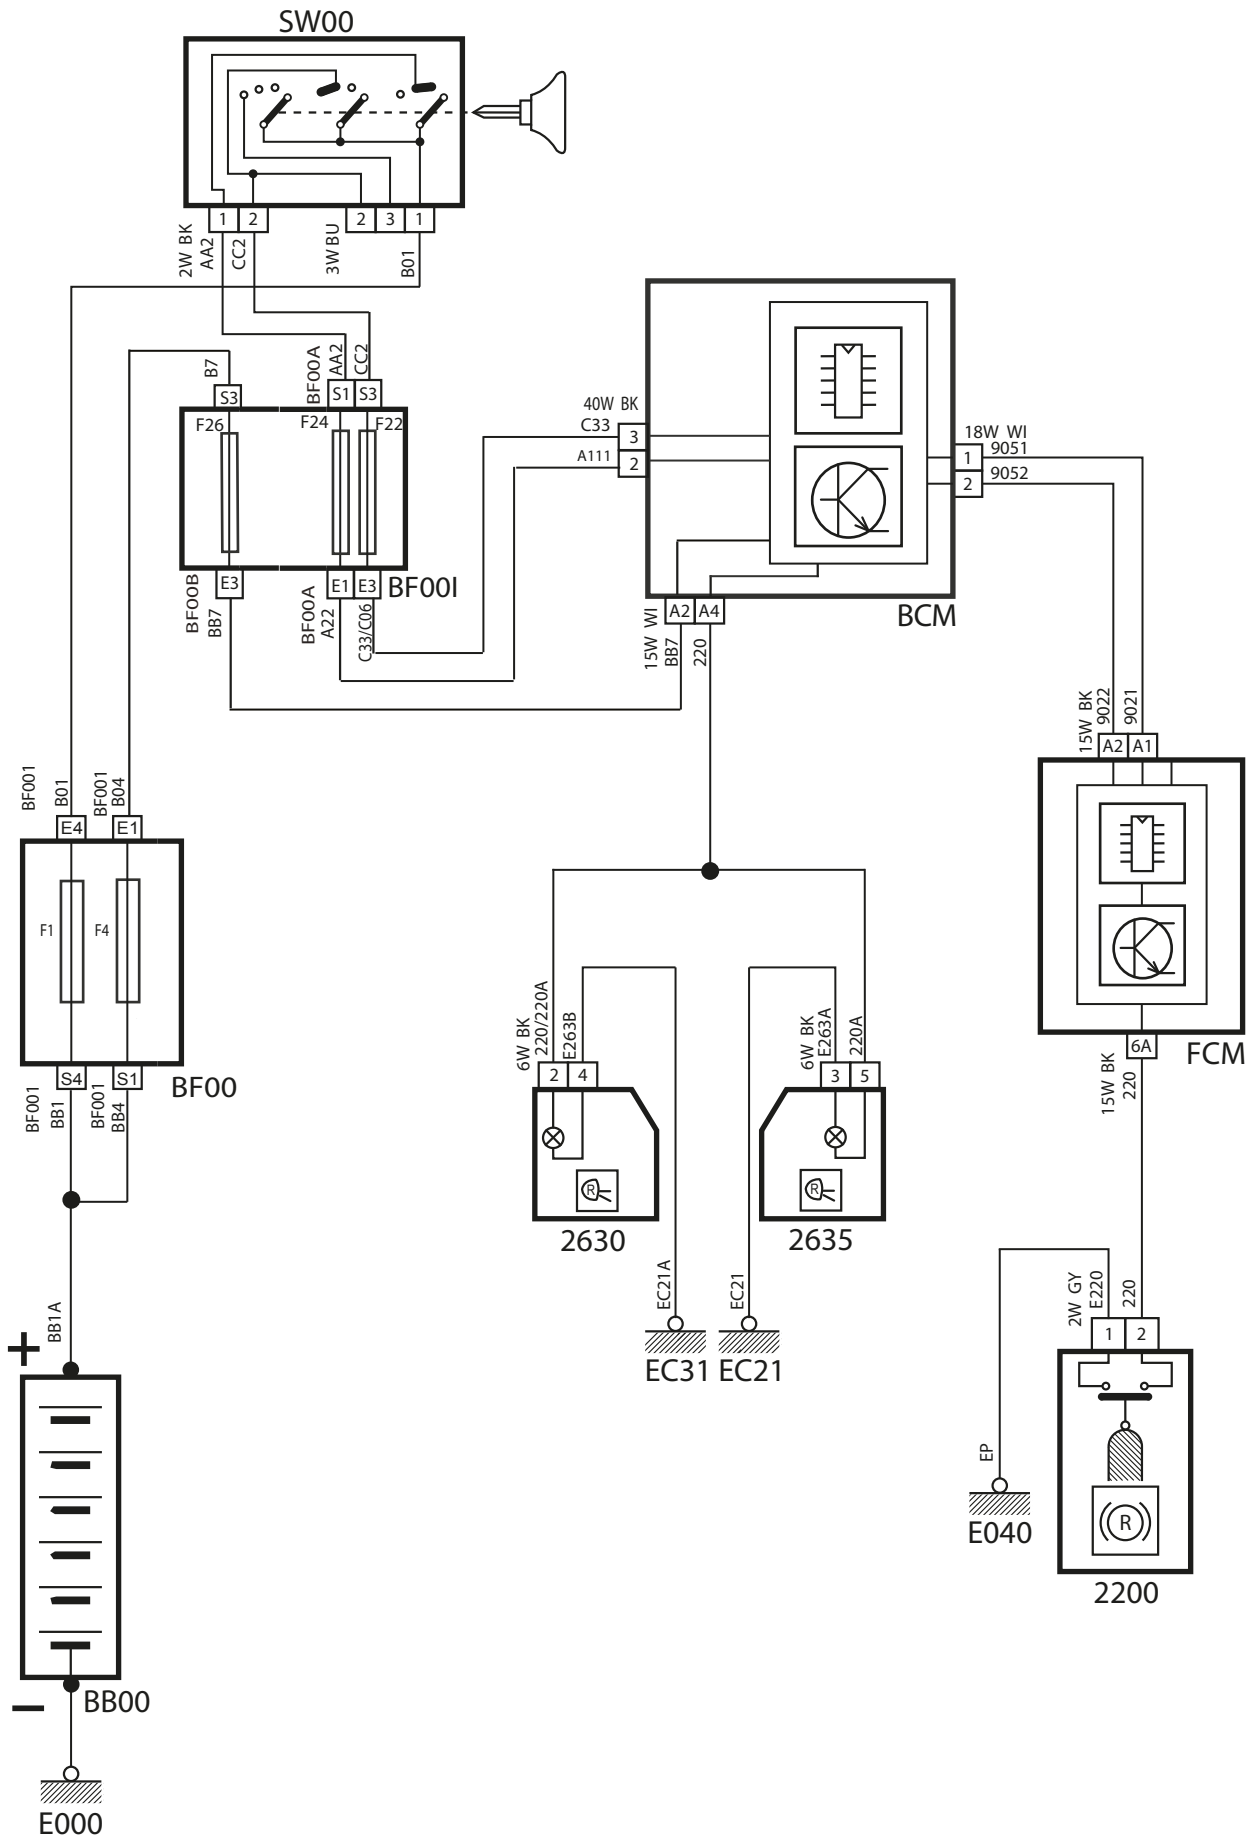 SW00
1 2 2 3 1
2W BK
AA2
CC2
3W BU
B01
B7
BF00A
AA2
CC2
S3 S1 S3
F26 F24 F22
E3 E1 E3
BF00I
BF00B
BB7
BF00A
A22
C33/C06
40W BK
C33
3
A111
2
18W WI
1 9051
2 9052
BCM
A2 A4
15W WI
BB7
220
15W BK
9022
9021
A2 A1
BF001
B01
BF001
B04
E4 E1
F1 F4
S4 S1
BF00
BF001
BB1
BF001
BB4
6A
FCM
15W BK
220
6W BK
220/220A
E263B
2 4
R
2630
6W BK
E263A
220A
3 5
R
2635
EC21A
EC21
EC31 EC21
2W GY
E220
220
1 2
R
2200
EP
E040
BB1A
+
−
BB00
E000